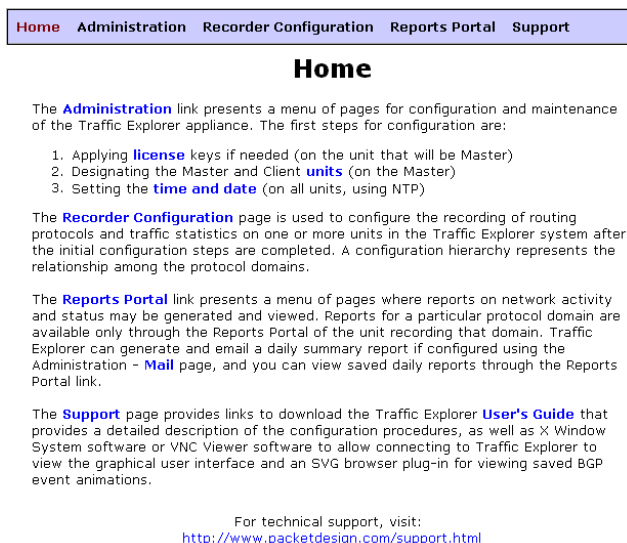 Home Administration Recorder Configuration Reports Portal Support
Home
The Administration link presents a menu of pages for configuration and maintenance
of the Traffic Explorer appliance. The first steps for configuration are:
1. Applying license keys if needed (on the unit that will be Master)
2. Designating the Master and Client units (on the Master)
3. Setting the time and date (on all units, using NTP)
The Recorder Configuration page is used to configure the recording of routing
protocols and traffic statistics on one or more units in the Traffic Explorer system after
the initial configuration steps are completed. A configuration hierarchy represents the
relationship among the protocol domains.
The Reports Portal link presents a menu of pages where reports on network activity
and status may be generated and viewed. Reports for a particular protocol domain are
available only through the Reports Portal of the unit recording that domain. Traffic
Explorer can generate and email a daily summary report if configured using the
Administration - Mail page, and you can view saved daily reports through the Reports
Portal link.
The Support page provides links to download the Traffic Explorer User's Guide that
provides a detailed description of the configuration procedures, as well as X Window
System software or VNC Viewer software to allow connecting to Traffic Explorer to
view the graphical user interface and an SVG browser plug-in for viewing saved BGP
event animations.
For technical support, visit:
http://www.packetdesign.com/support.html